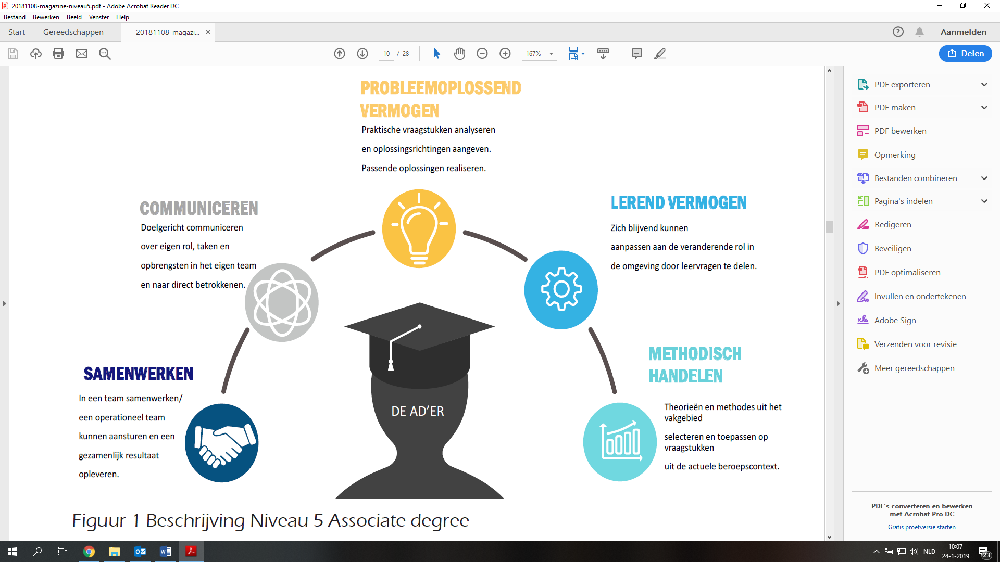 20181108-magazine-niveau5.pdf - Adobe Acrobat Reader DC
Bestand Bewerken Beeld Venster Help
Start Gereedschappen 20181108-magazi... Aanmelden
10 / 28 167% Delen
PROBLEEMOPLOSSEND
VERMOGEN
Praktische vraagstukken analyseren
en oplossingsrichtingen aangeven.
Passende oplossingen realiseren.
COMMUNICEREN
Doelgericht communiceren
over eigen rol, taken en
opbrengsten in het eigen team
en naar direct betrokkenen.
LEREND VERMOGEN
Zich blijvend kunnen
aanpassen aan de veranderende rol in
de omgeving door leervragen te delen.
SAMENWERKEN
In een team samenwerken/
een operationeel team
kunnen aansturen en een
gezamenlijk resultaat
opleveren.
DE AD’ER
METHODISCH
HANDELEN
Theorieën en methodes uit het
vakgebied
selecteren en toepassen op
vraagstukken
uit de actuele beroepscontext.
Figuur 1 Beschrijving Niveau 5 Associate degree
PDF exporteren
PDF maken
PDF bewerken
Opmerking
Bestanden combineren
Pagina's indelen
Redigeren
Beveiligen
PDF optimaliseren
Invullen en ondertekenen
Adobe Sign
Verzenden voor revisie
Meer gereedschappen
PDF's converteren en bewerken
met Acrobat Pro DC
Gratis proefversie starten
NLD
10:07
24-1-2019
23